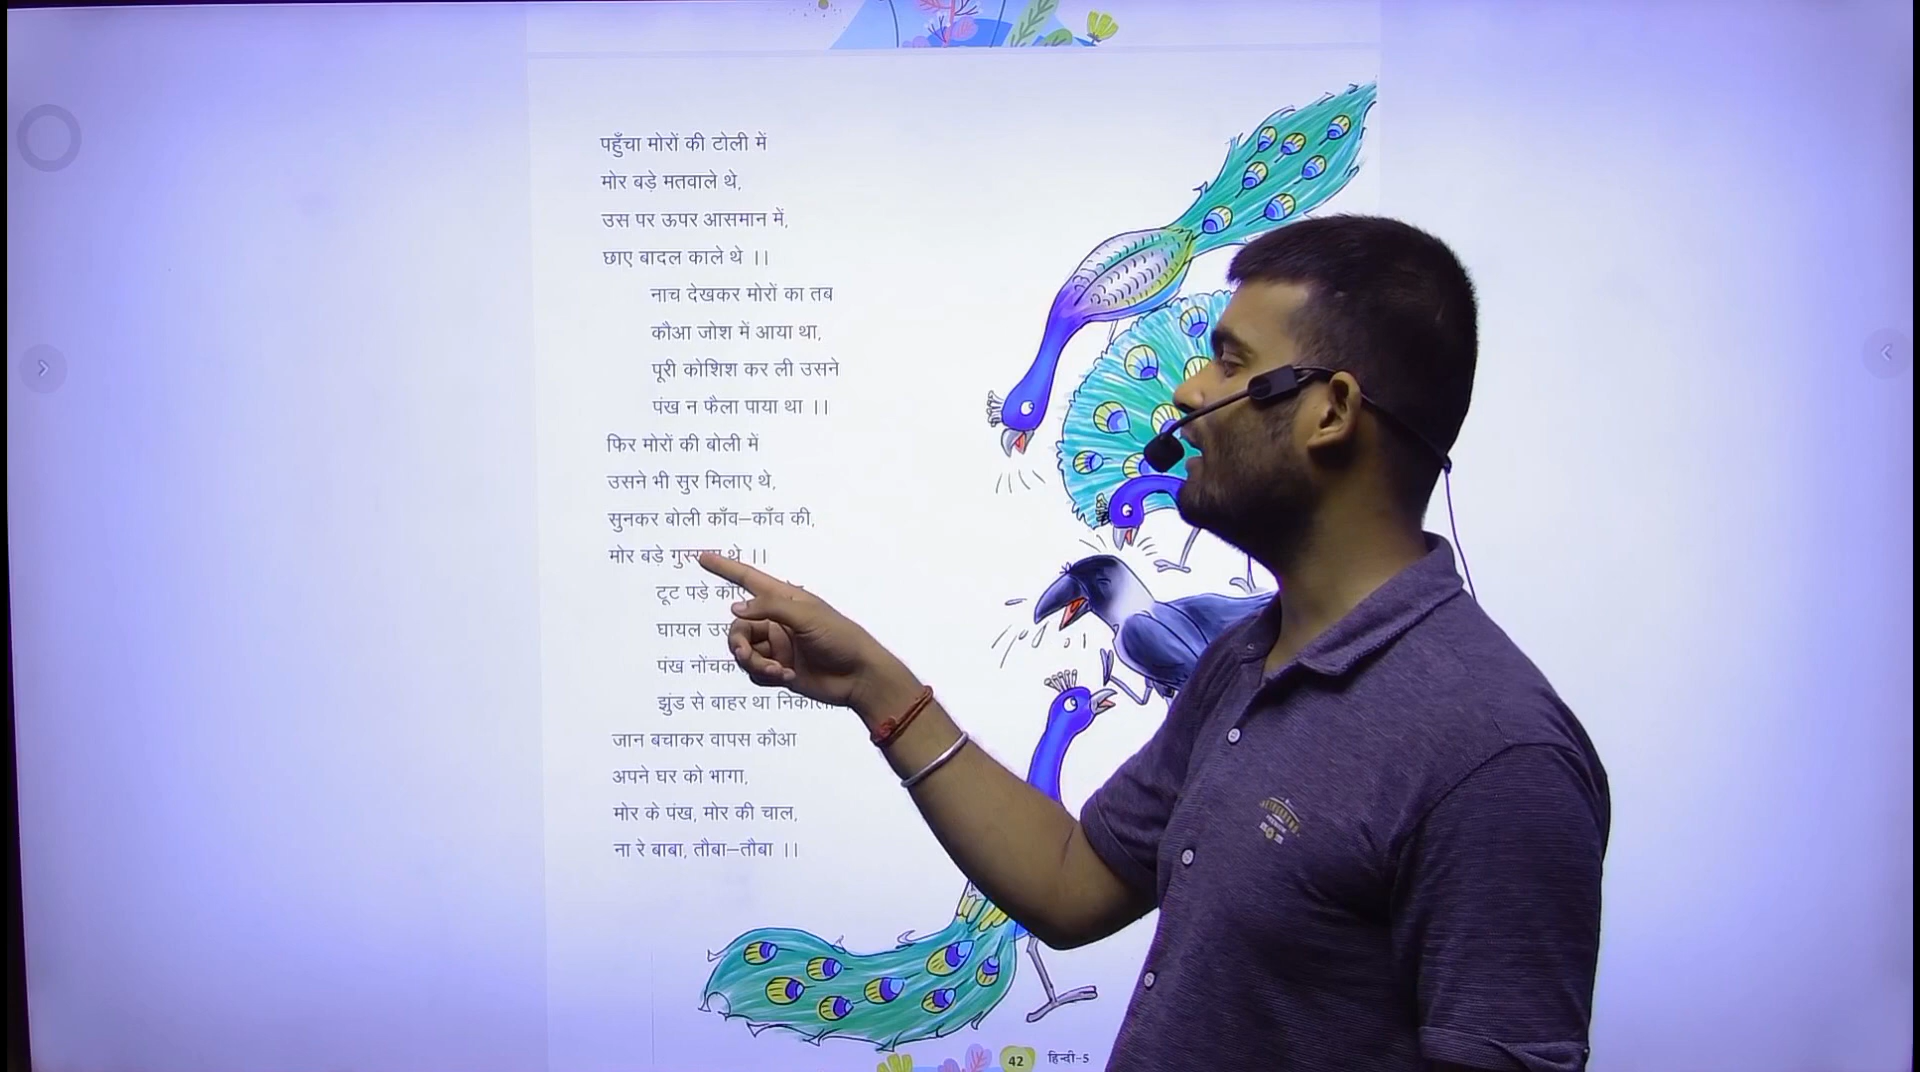 पहुँचा मोरों की टोली में
मोर बड़े मतवाले थे,
उस पर ऊपर आसमान में,
छाए बादल काले थे ।।
नाच देखकर मोरों का तब
कौआ जोश में आया था,
पूरी कोशिश कर ली उसने
पंख न फैला पाया था ।।
फिर मोरों की बोली में
उसने भी सुर मिलाए थे,
सुनकर बोली काँव–काँव की,
मोर बड़े थे ।।
टूट पड़े
घायल
पंख
झुंड से बाहर था
जान बचाकर वापस कौआ
अपने घर को भागा,
मोर के पंख, मोर की चाल,
ना रे बाबा, तौबा–तौबा ।।
42 हिन्दी–5